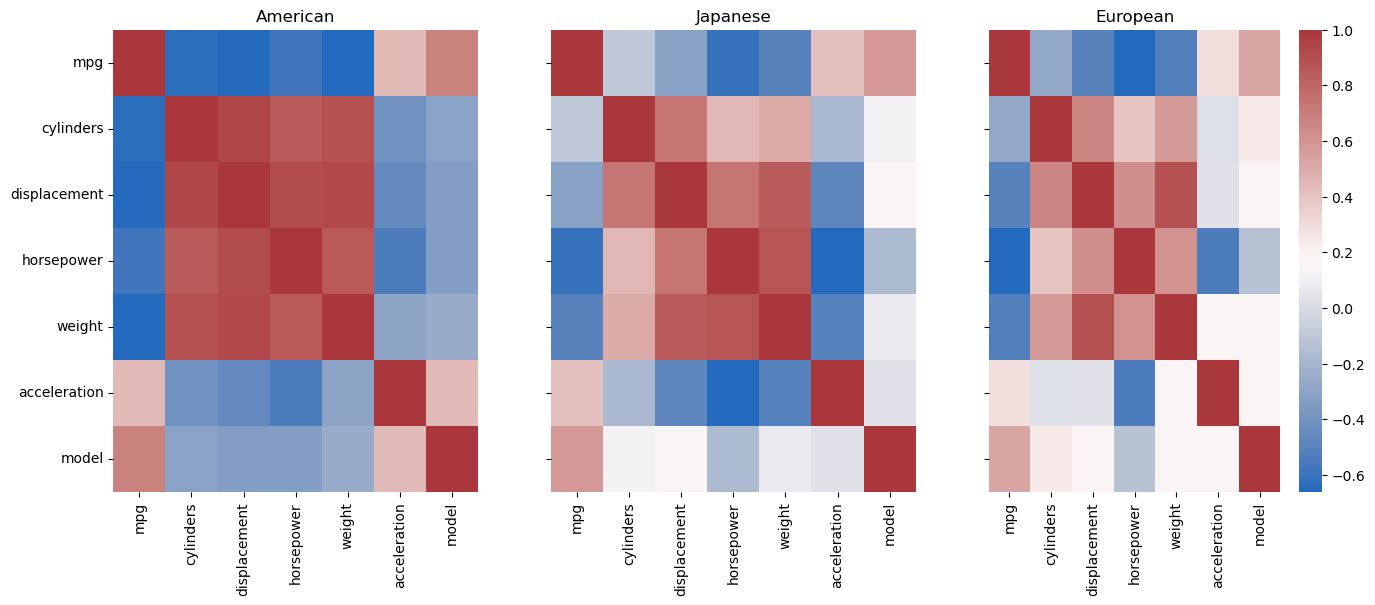 American
Japanese
European
mpg
cylinders
displacement
horsepower
weight
acceleration
model
mpg
cylinders
displacement
horsepower
weight
acceleration
model
mpg
cylinders
displacement
horsepower
weight
acceleration
model
mpg
cylinders
displacement
horsepower
weight
acceleration
model
1.0
0.8
0.6
0.4
0.2
0.0
−0.2
−0.4
−0.6